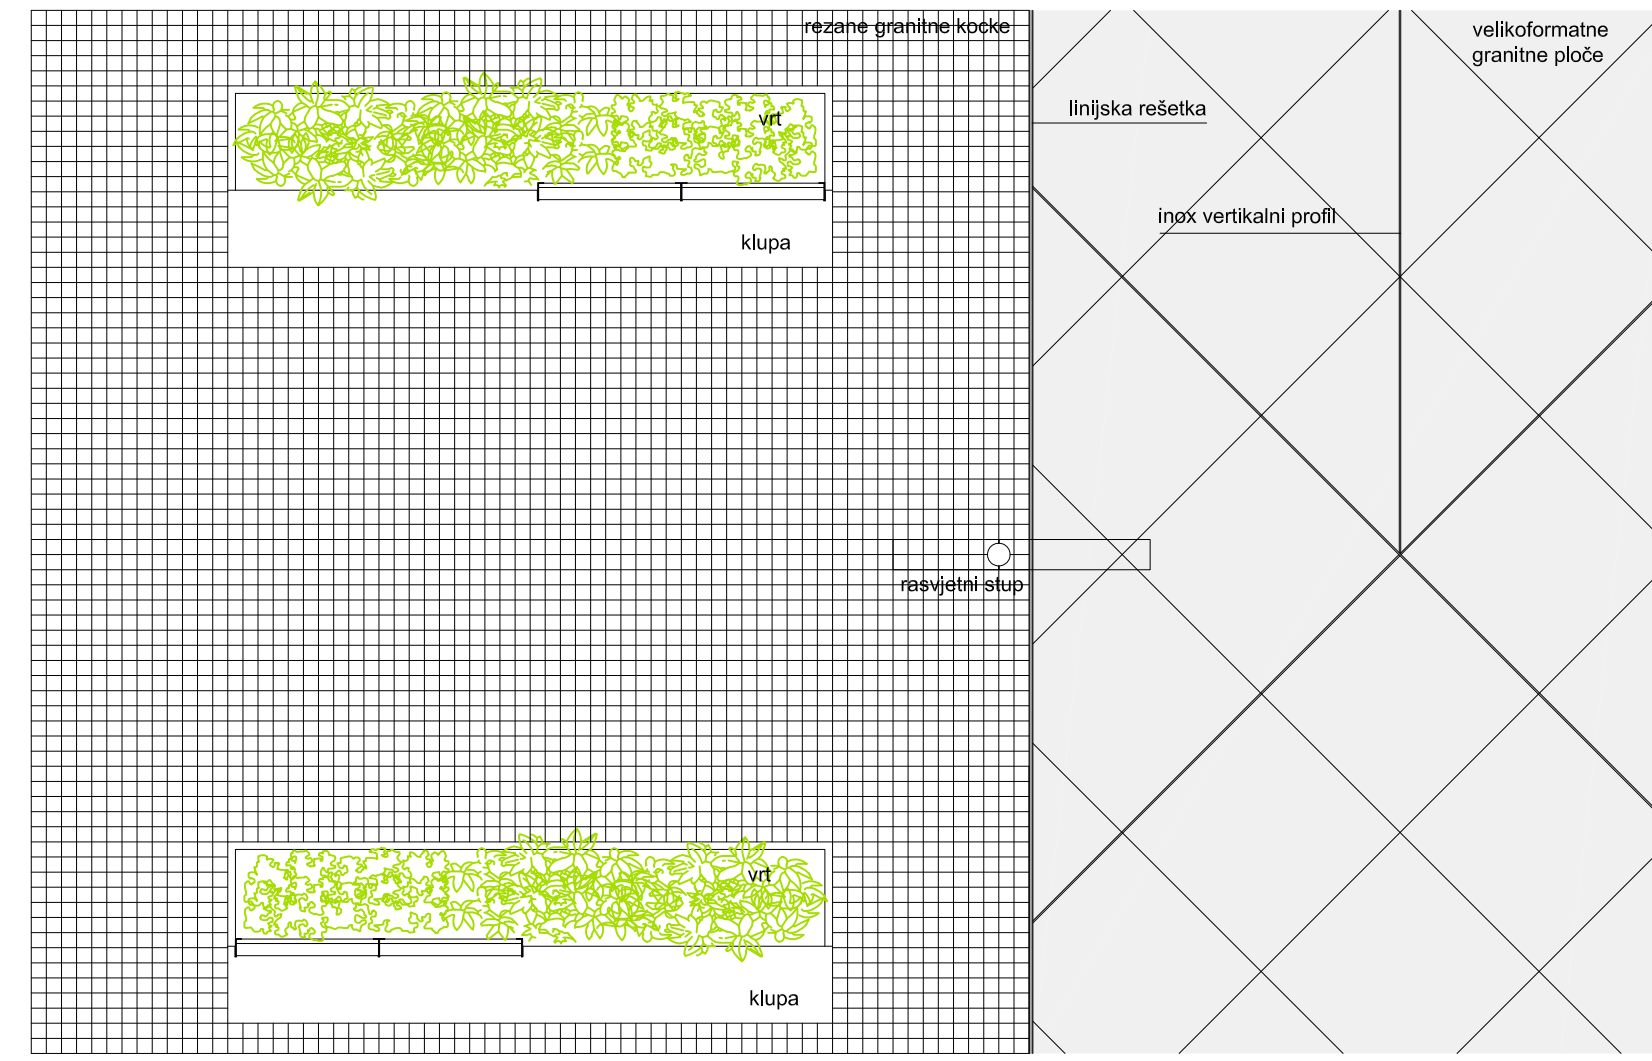 rezane granitne kocke
velikoformatne
granitne ploče
linijska rešetka
vrt
inox vertikalni profil
klupa
rasvjetni stup
vrt
klupa